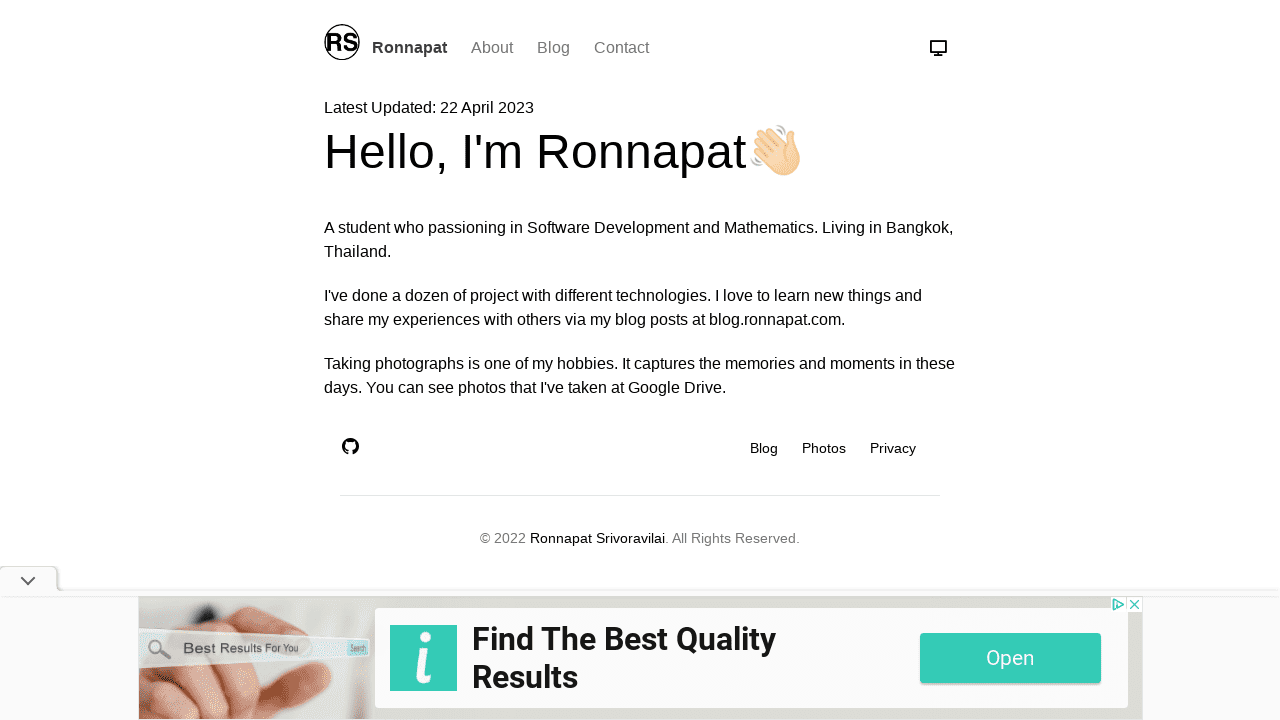 RS Ronnapat About Blog Contact
Latest Updated: 22 April 2023
Hello, I'm Ronnapat
A student who passioning in Software Development and Mathematics. Living in Bangkok,
Thailand.
I've done a dozen of project with different technologies. I love to learn new things and
share my experiences with others via my blog posts at blog.ronnapat.com.
Taking photographs is one of my hobbies. It captures the memories and moments in these
days. You can see photos that I've taken at Google Drive.
Blog Photos Privacy
© 2022 Ronnapat Srivoravilai. All Rights Reserved.
Best Results For You Search
Find The Best Quality
Results
Open